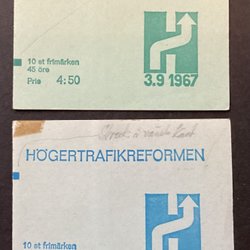 10 st frimärken
45 öre
Pris 4:50
3.9 1967
HÖGERTRAFIKREFORMEN
10 st frimärken